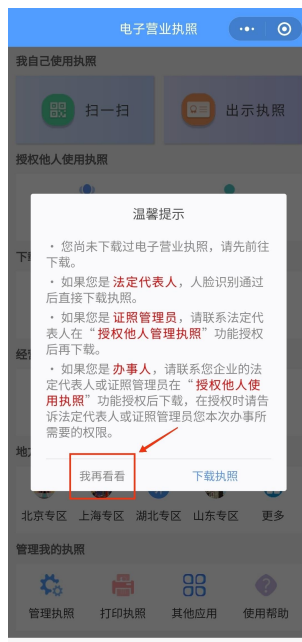 电子营业执照
我自己使用执照
扫一扫
出示执照
授权他人使用执照
温馨提示
· 您尚未下载过电子营业执照，请先前往
下载。
· 如果您是 法定代表人，人脸识别通过
后直接下载执照。
· 如果您是 证照管理员，请联系法定代
表人在“授权他人管理执照”功能授权
后再下载。
· 如果您是 办事人，请联系您企业的法
定代表人或证照管理员在“授权他人使
用执照”功能授权后下载，在授权时请告
诉法定代表人或证照管理员您本次办事所
需要的权限。
我再看看
下载执照
北京专区
上海专区
湖北专区
山东专区
更多
管理我的执照
管理执照
打印执照
其他应用
使用帮助